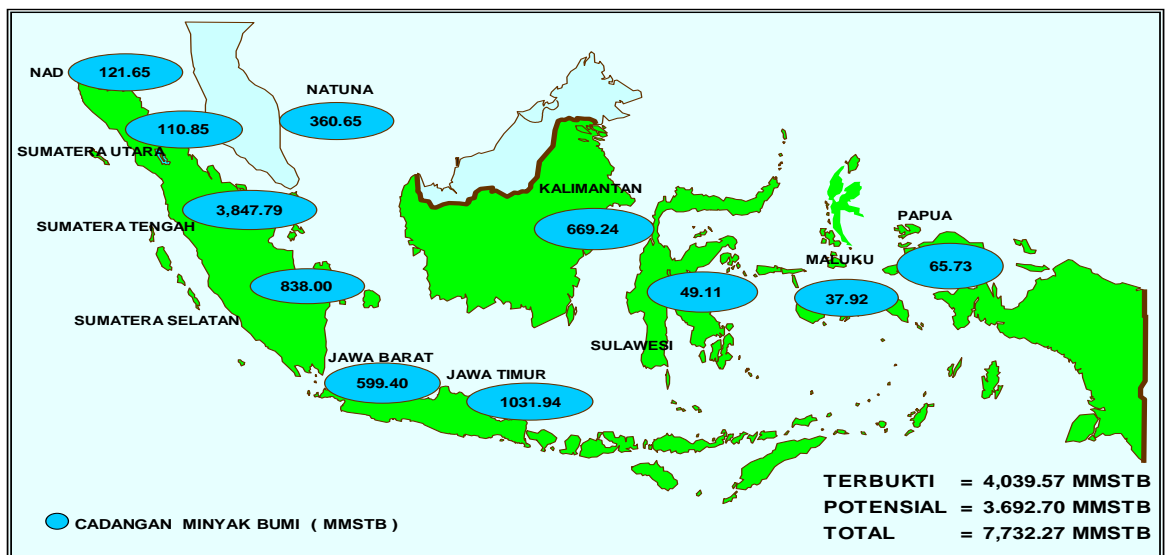 NAD
121.65
NATUNA
360.65
110.85
SUMATERA UTARA
KALIMANTAN
3,847.79
SUMATERA TENGAH
669.24
PAPUA
65.73
MALUKU
37.92
838.00
49.11
SUMATERA SELATAN
SULAWESI
JAWA BARAT
599.40
JAWA TIMUR
1031.94
TERBUKTI = 4,039.57 MMSTB
POTENSIAL = 3.692.70 MMSTB
TOTAL = 7,732.27 MMSTB
CADANGAN MINYAK BUMI ( MMSTB )